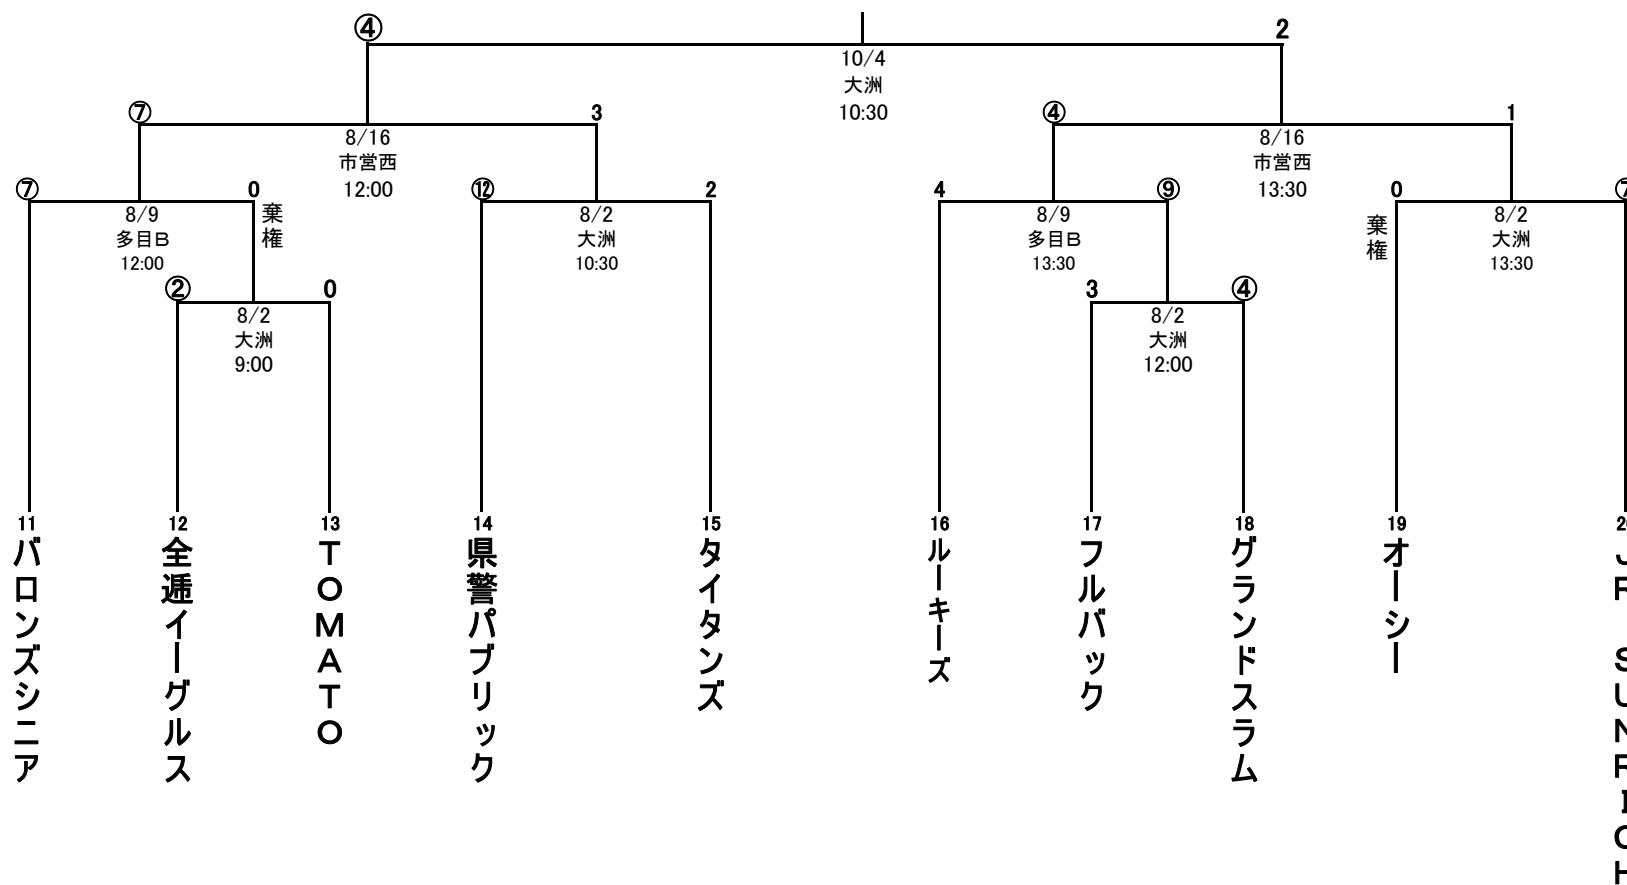 ④ 2
10/4
大洲
10:30
⑦ 3 ④ 1
8/16
市営西
12:00
8/16
市営西
13:30
⑦ 0 ⑫ 2 4 ⑨ 0 ⑦
8/9
多目B
12:00
棄権
8/2
大洲
10:30
8/9
多目B
13:30
棄権
8/2
大洲
13:30
② 0 3 ④
8/2
大洲
9:00
8/2
大洲
12:00
11 12 13 14 15 16 17 18 19
バロンズシニア
全逓イーグルス
TOMATO
県警パブリック
タイタンズ
ルーキーズ
フルバック
グランドスラム
オーシー
JR SUNRICH